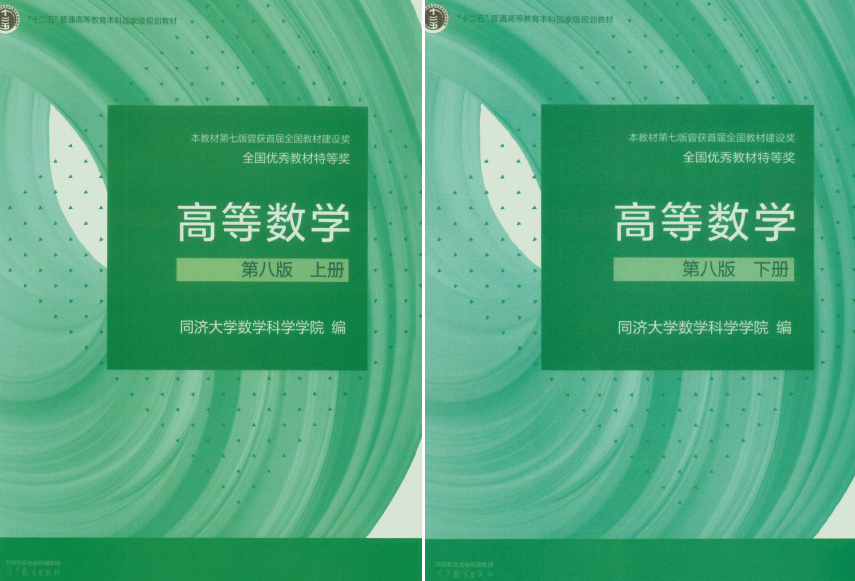 "十二五"普通高等教育本科国家级规划教材
本教材第七版曾获首届全国教材建设奖
全国优秀教材特等奖
高等数学
第八版 上册
同济大学数学科学学院 编
中国教育出版传媒集团
高等教育出版社
"十二五"普通高等教育本科国家级规划教材
本教材第七版曾获首届全国教材建设奖
全国优秀教材特等奖
高等数学
第八版 下册
同济大学数学科学学院 编
中国教育出版传媒集团
高等教育出版社